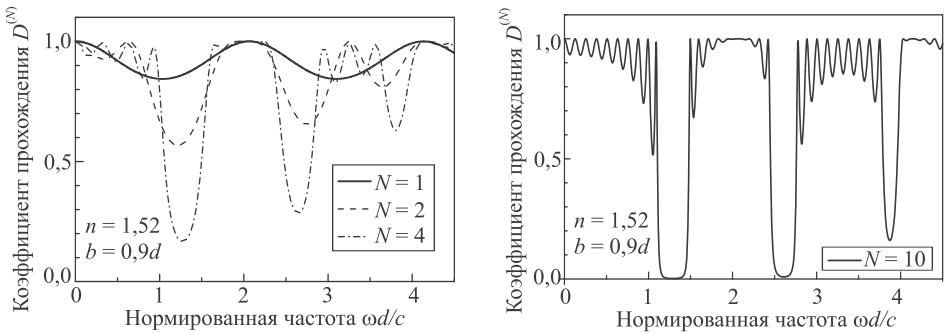 Коэффициент прохождения D⁽ᴺ⁾
1,0
0,5
0,0
N = 1
N = 2
N = 4
n = 1,52
b = 0,9d
0 1 2 3 4
Нормированная частота ωd/c
Коэффициент прохождения D⁽ᴺ⁾
1,0
0,5
0,0
n = 1,52
b = 0,9d
N = 10
0 1 2 3 4
Нормированная частота ωd/c